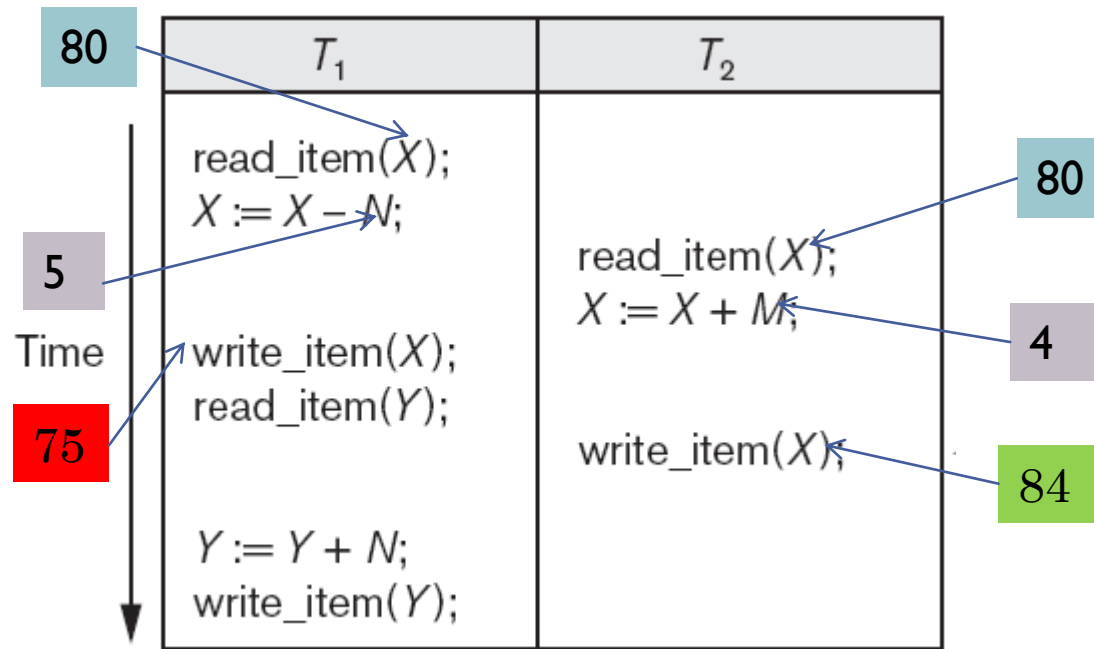 80
T₁
T₂
read_item(X);
X := X – N;
80
5
read_item(X);
X := X + M;
4
Time
write_item(X);
read_item(Y);
75
write_item(X);
84
Y := Y + N;
write_item(Y);